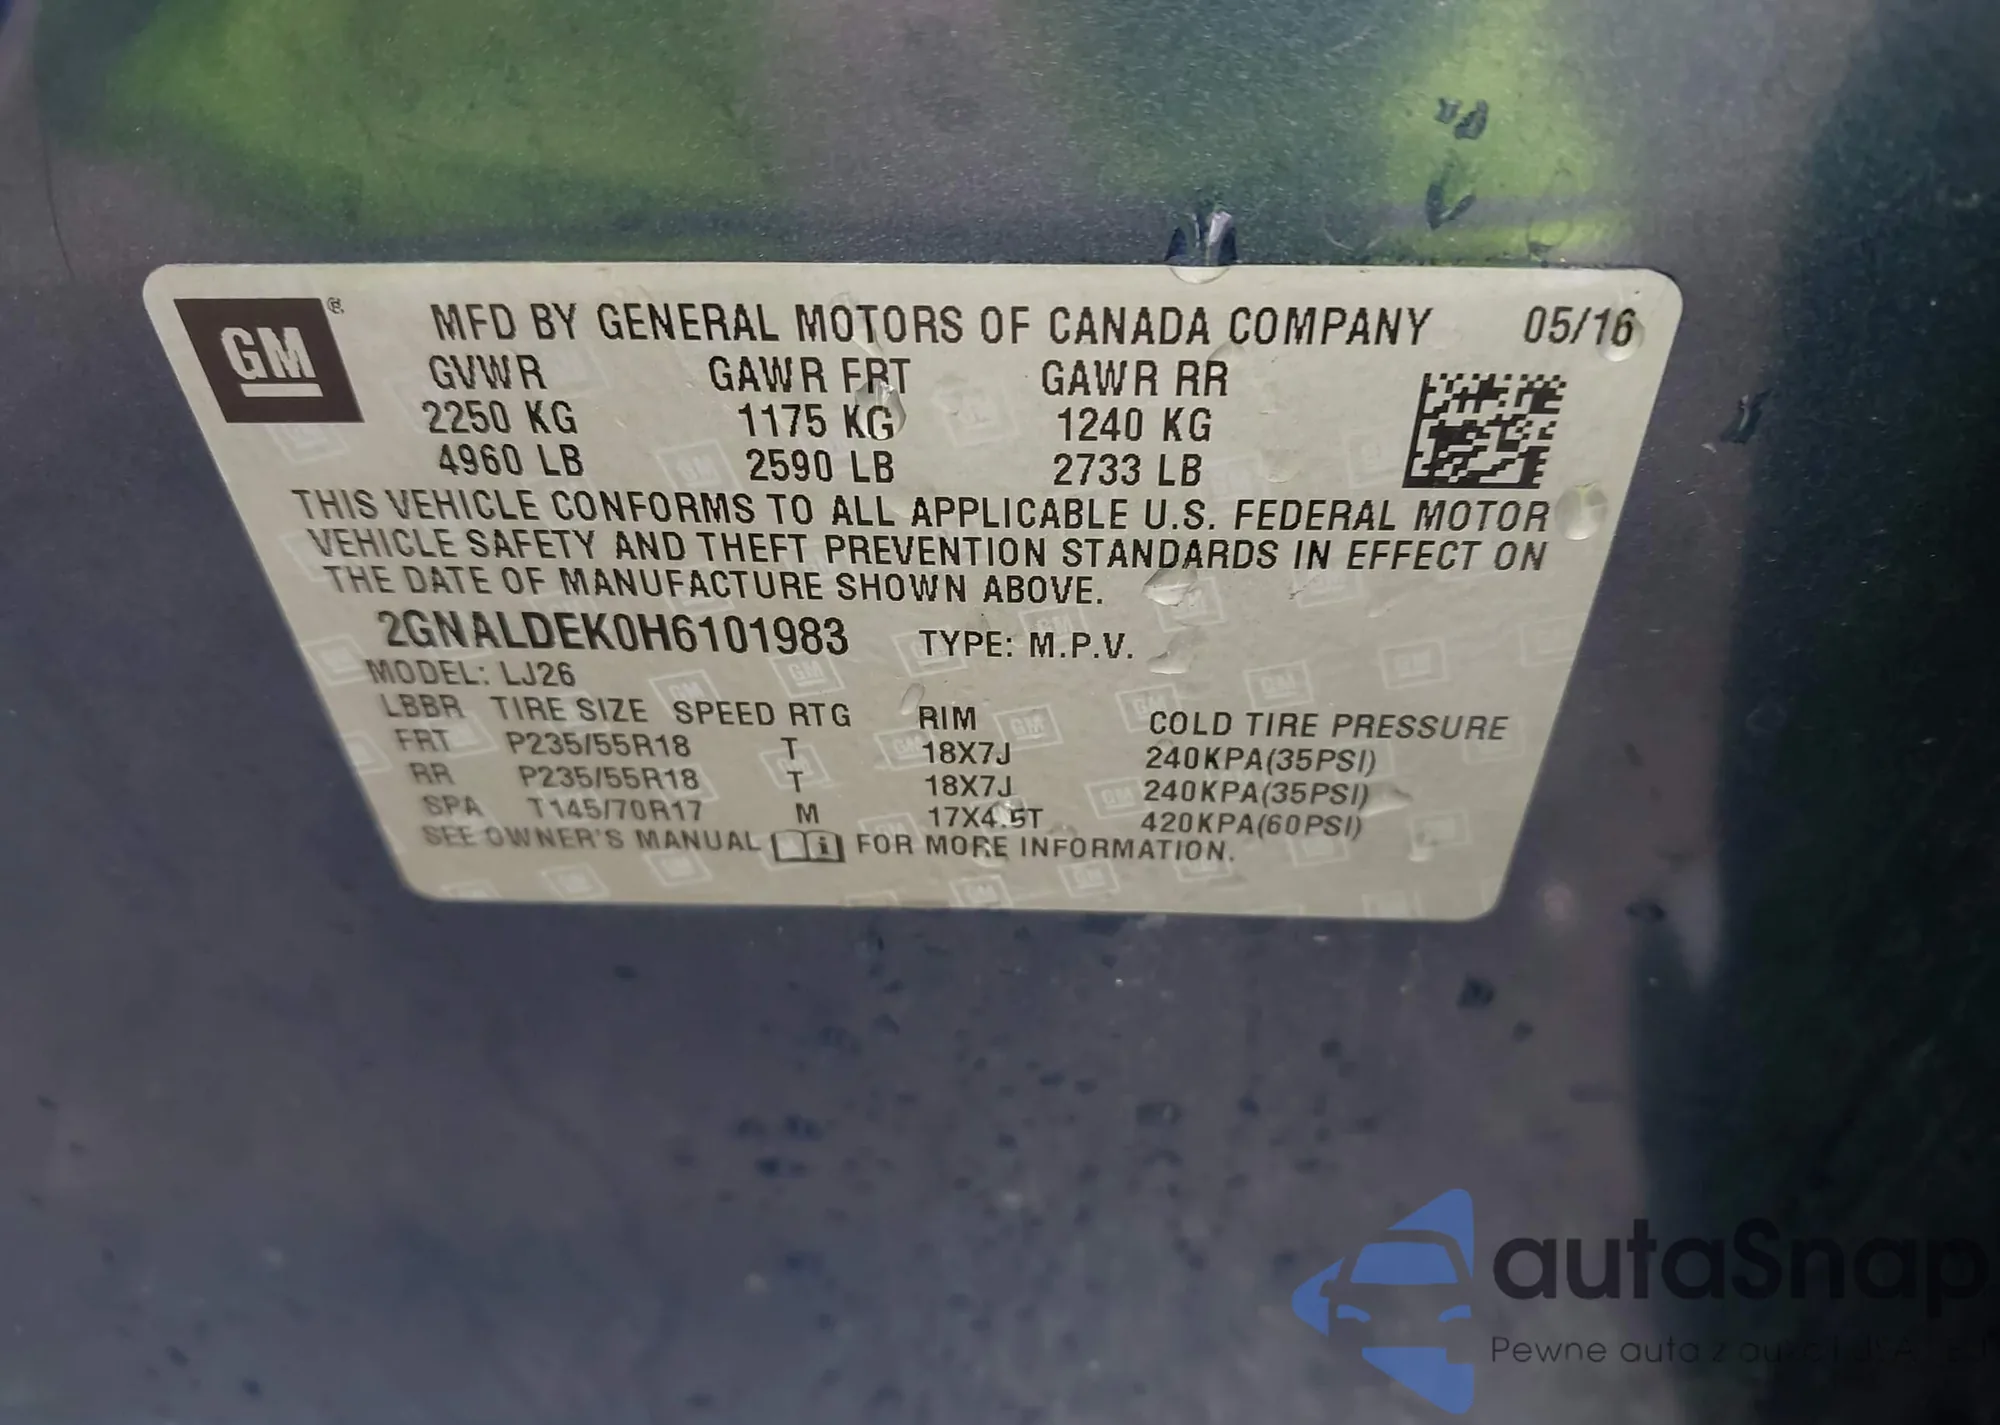 GM ®
MFD BY GENERAL MOTORS OF CANADA COMPANY 05/16
GVWR GAWR FRT GAWR RR
2250 KG 1175 KG 1240 KG
4960 LB 2590 LB 2733 LB
THIS VEHICLE CONFORMS TO ALL APPLICABLE U.S. FEDERAL MOTOR
VEHICLE SAFETY AND THEFT PREVENTION STANDARDS IN EFFECT ON
THE DATE OF MANUFACTURE SHOWN ABOVE.
2GNALDEK0H6101983 TYPE: M.P.V.
MODEL: LJ26
LBBR TIRE SIZE SPEED RTG RIM COLD TIRE PRESSURE
FRT P235/55R18 T 18X7J 240KPA(35PSI)
RR P235/55R18 T 18X7J 240KPA(35PSI)
SPA T145/70R17 M 17X4.5T 420KPA(60PSI)
SEE OWNER'S MANUAL i FOR MORE INFORMATION.
autaSnap
Pewne auta z